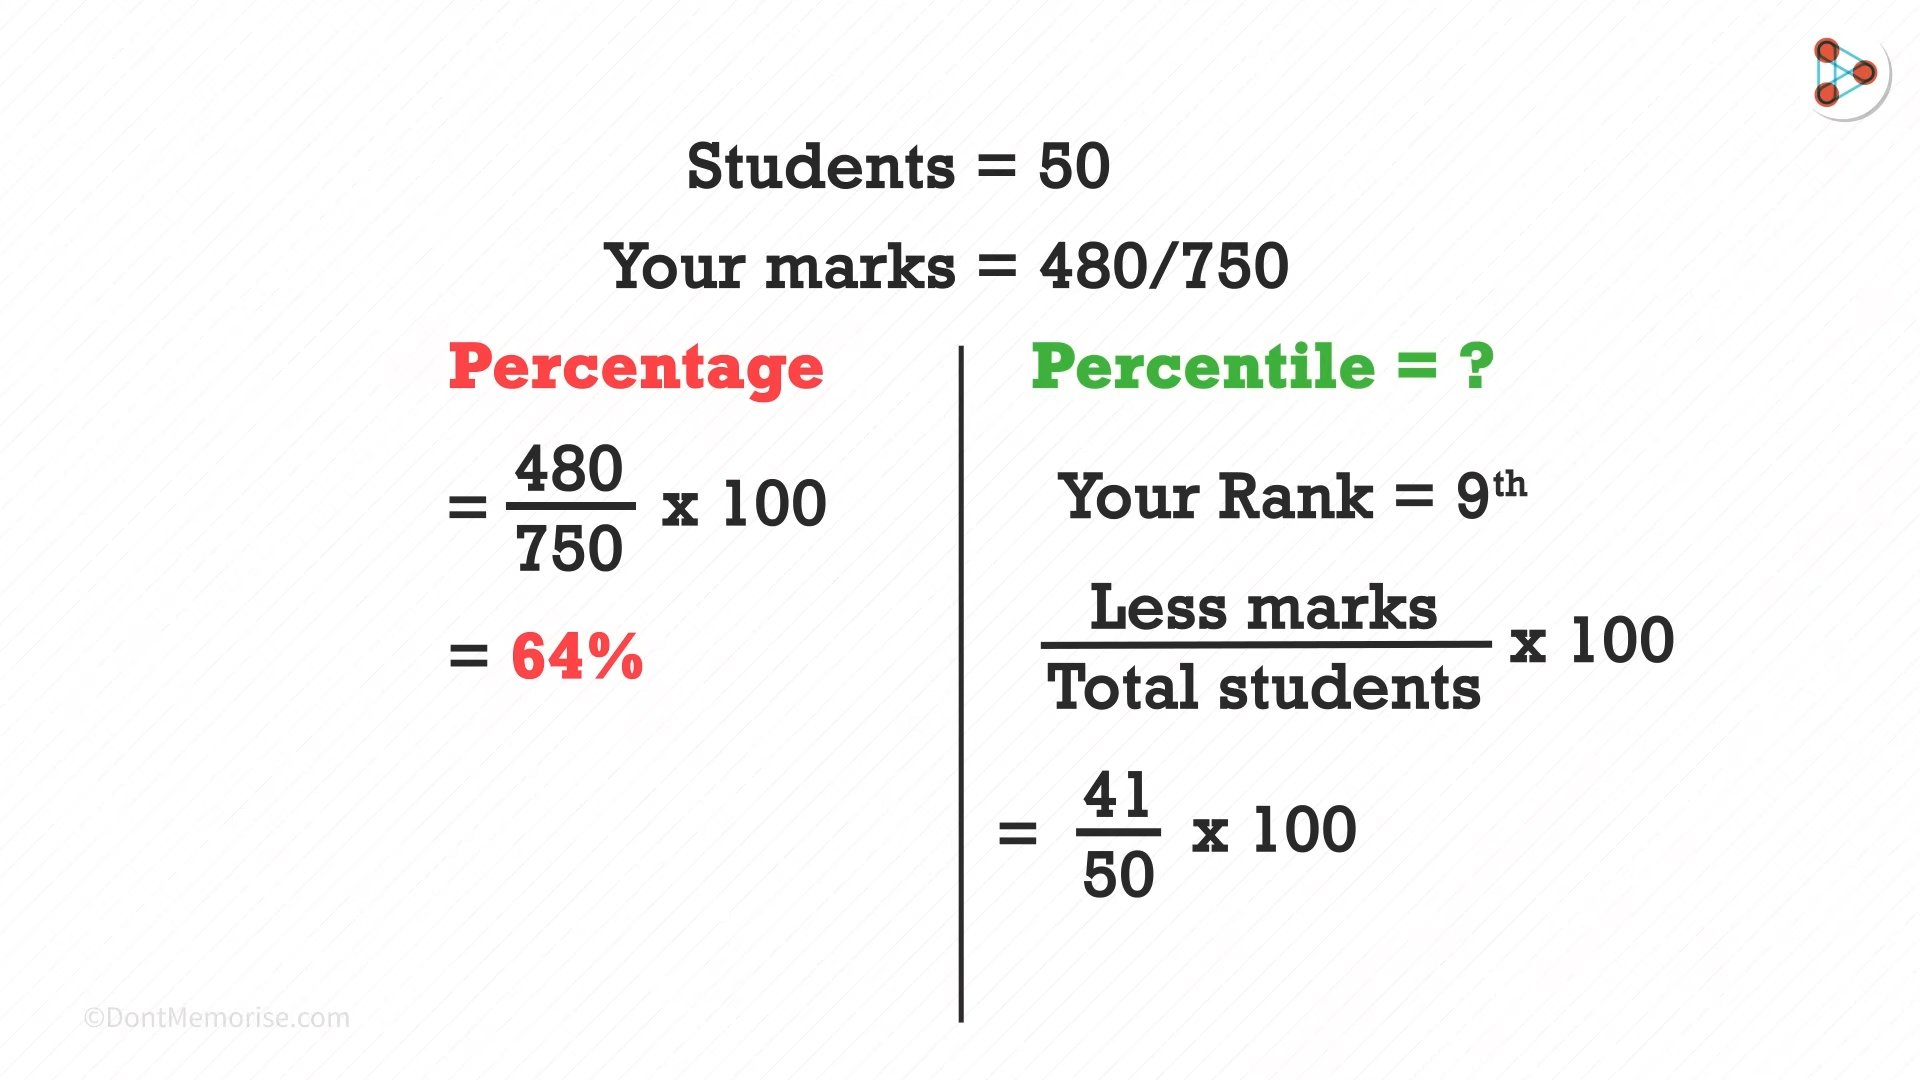 Students = 50
Your marks = 480/750
Percentage
= 480/750 x 100
= 64%
Percentile = ?
Your Rank = 9th
Less marks/Total students x 100
= 41/50 x 100
©DontMemorise.com